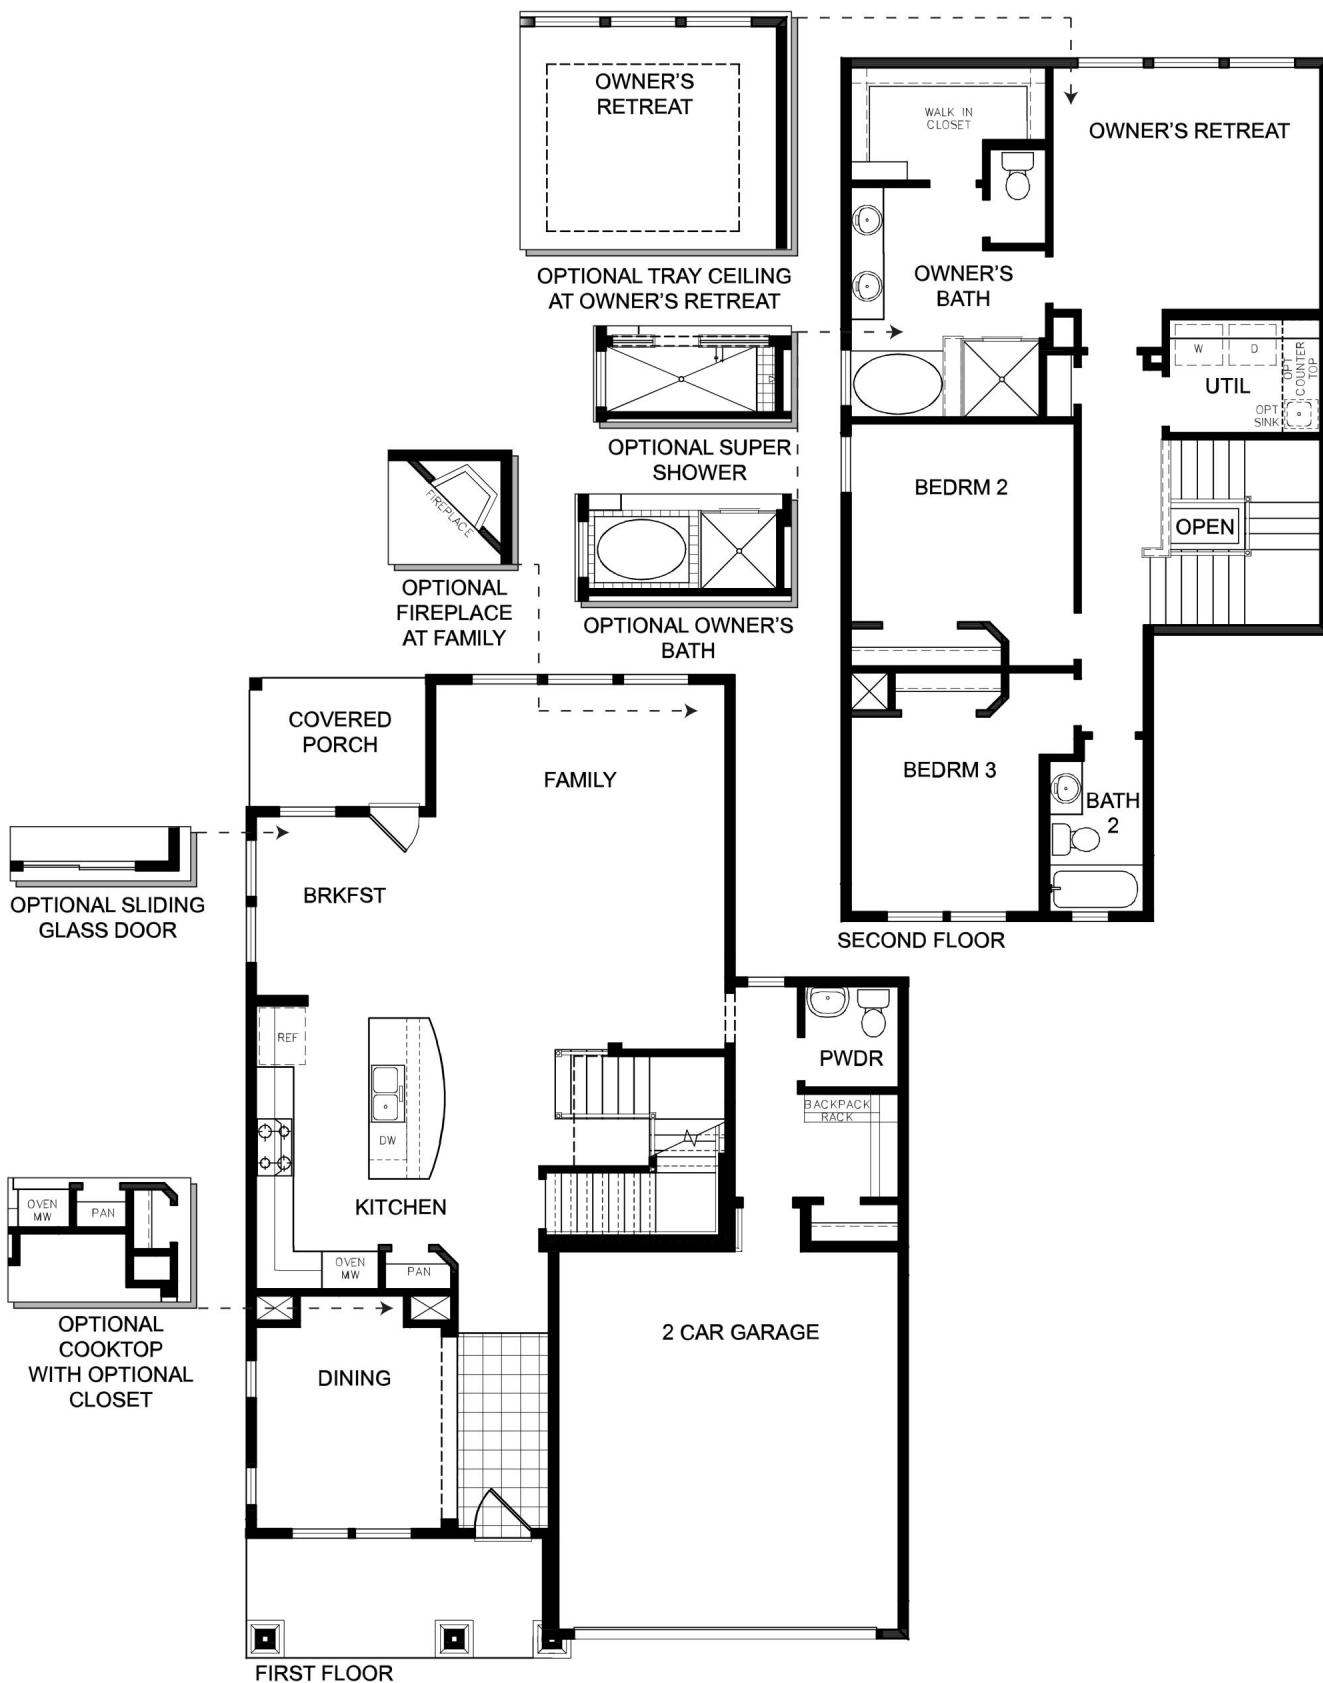 OWNER'S
RETREAT
OPTIONAL TRAY CEILING
AT OWNER'S RETREAT
OPTIONAL SUPER
SHOWER
OPTIONAL OWNER'S
BATH
FIREPLACE
OPTIONAL
FIREPLACE
AT FAMILY
WALK IN
CLOSET
OWNER'S RETREAT
OWNER'S
BATH
W
D
OPT
COUNTER
TOP
UTIL
OPT
SINK
BEDRM 2
OPEN
BEDRM 3
BATH
2
SECOND FLOOR
COVERED
PORCH
FAMILY
OPTIONAL SLIDING
GLASS DOOR
BRKFST
REF
DW
KITCHEN
OVEN
MW
PAN
PWDR
BACKPACK
RACK
OVEN
MW
PAN
OPTIONAL
COOKTOP
WITH OPTIONAL
CLOSET
DINING
2 CAR GARAGE
FIRST FLOOR